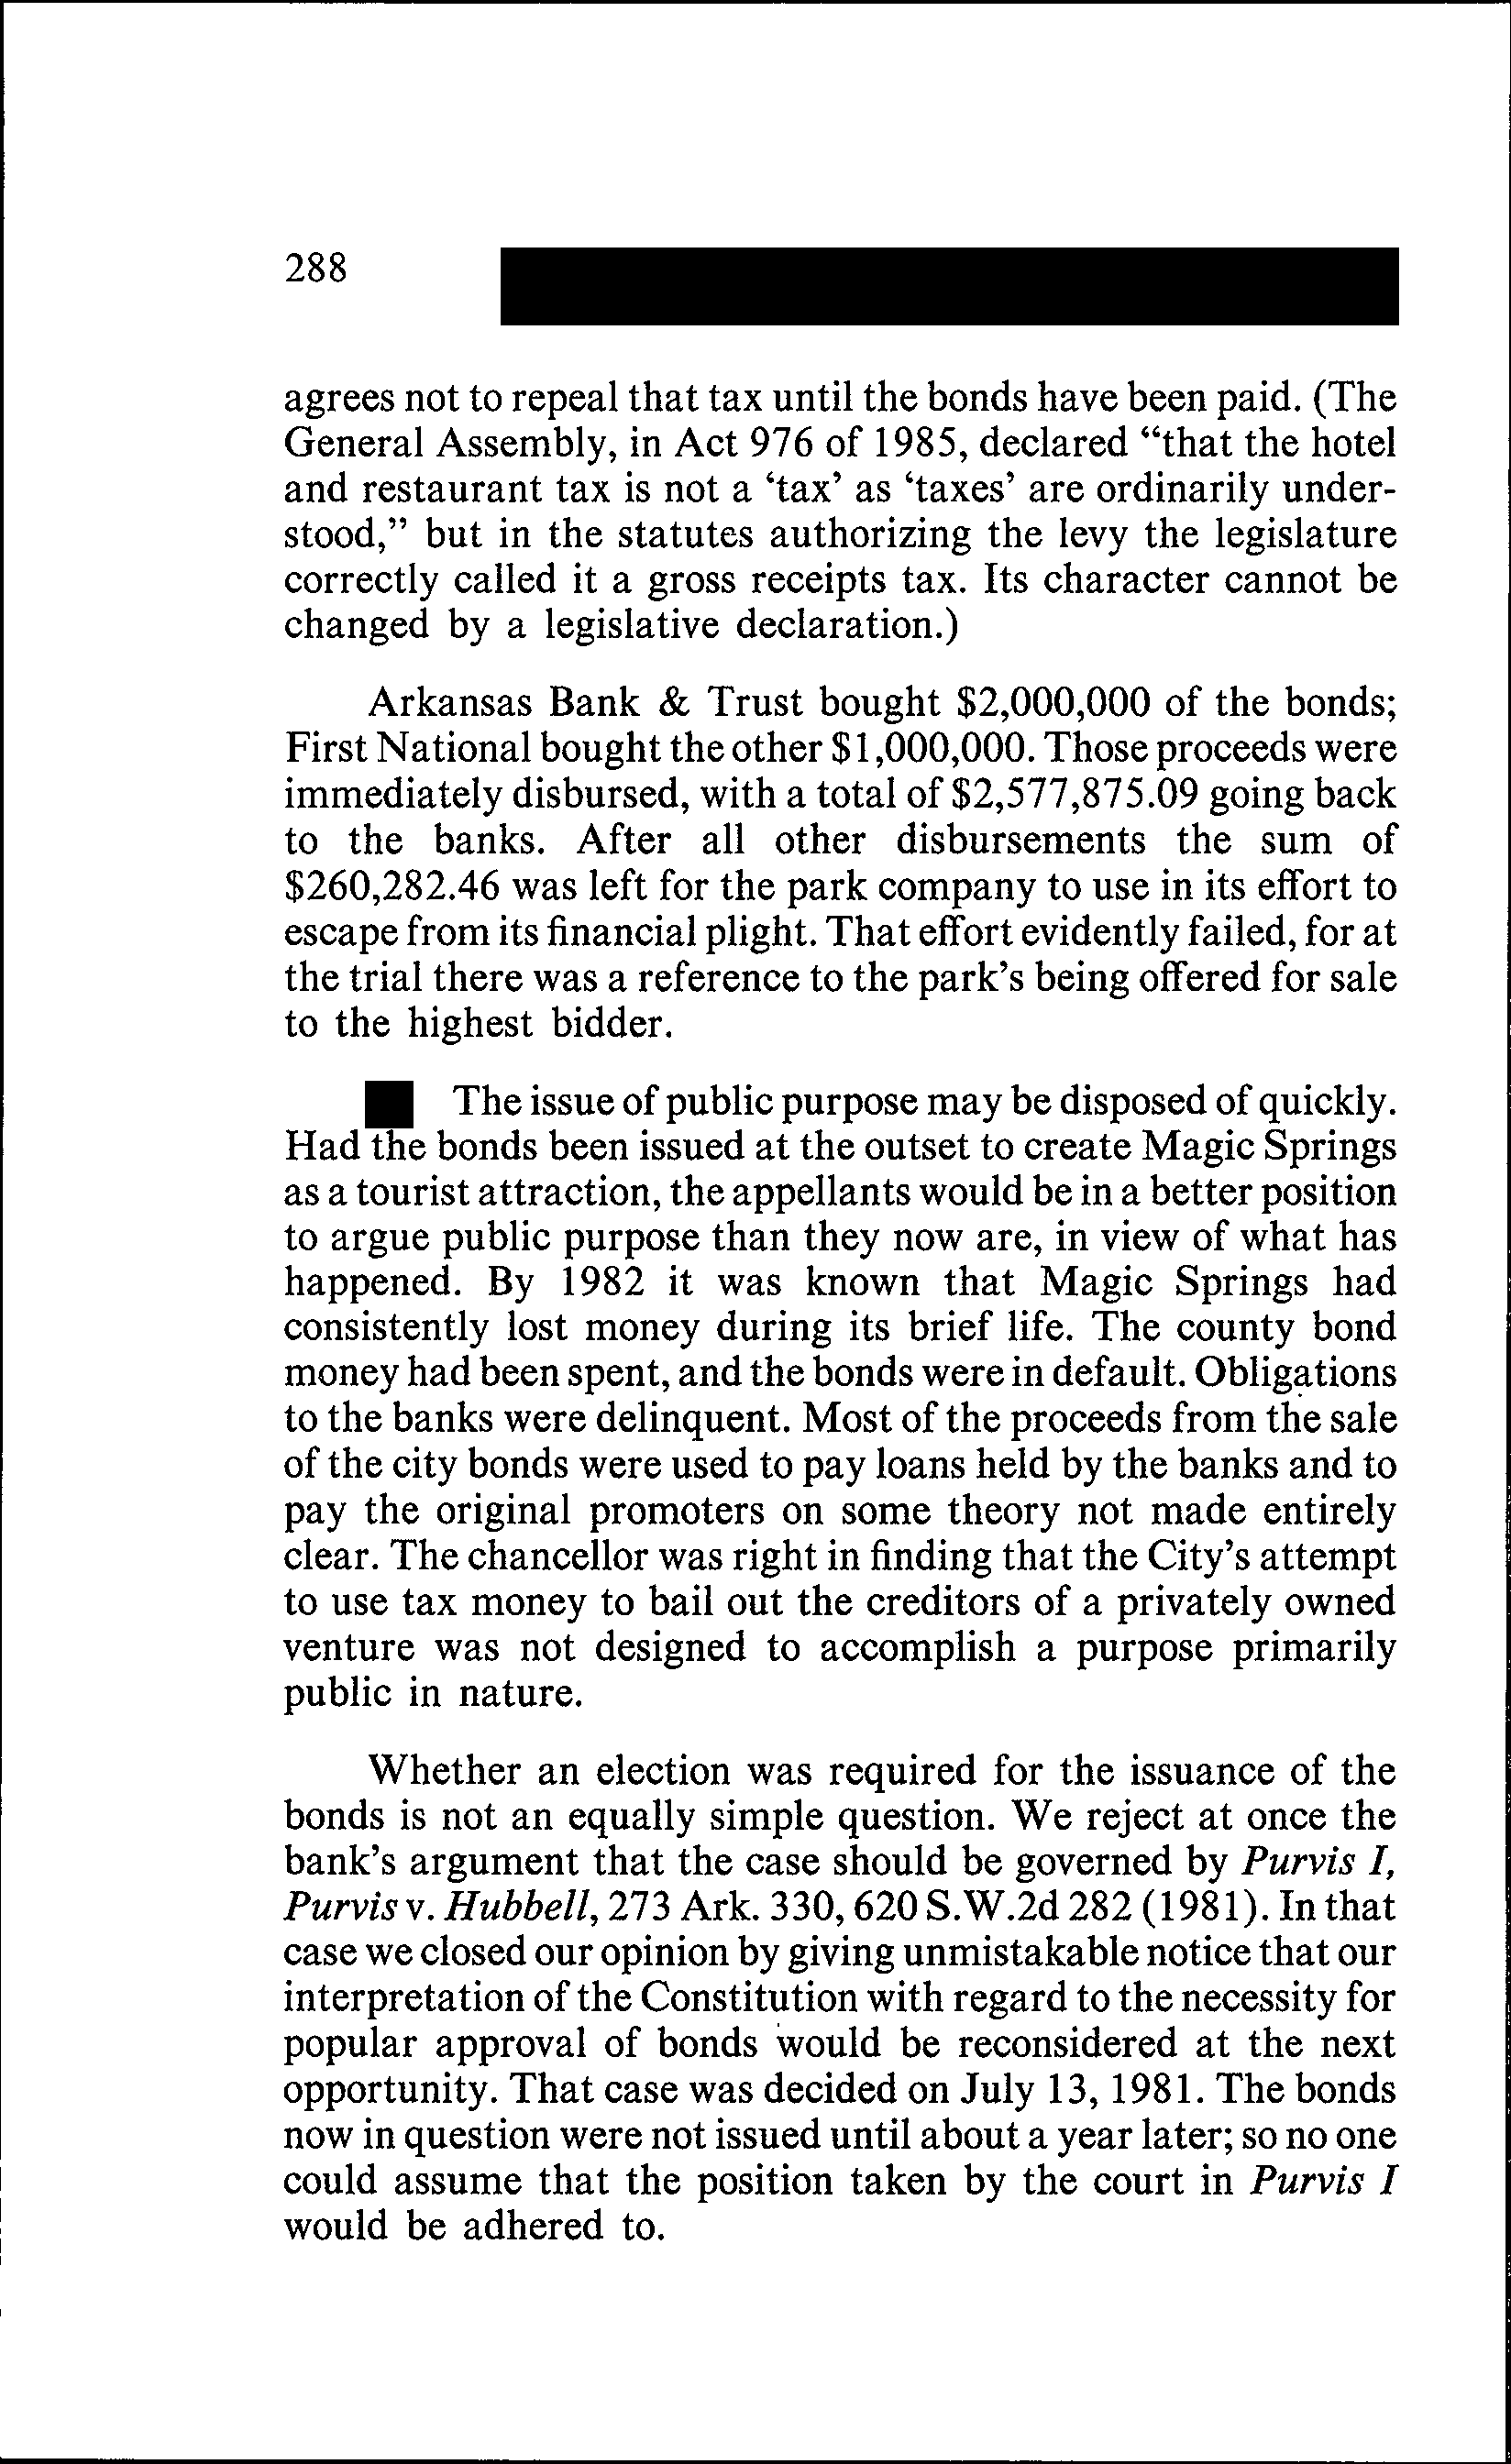 288
agrees not to repeal that tax until the bonds have been paid. (The
General Assembly, in Act 976 of 1985, declared “that the hotel
and restaurant tax is not a ‘tax’ as ‘taxes’ are ordinarily under-
stood,” but in the statutes authorizing the levy the legislature
correctly called it a gross receipts tax. Its character cannot be
changed by a legislative declaration.)
Arkansas Bank & Trust bought $2,000,000 of the bonds;
First National bought the other $1,000,000. Those proceeds were
immediately disbursed, with a total of $2,577,875.09 going back
to the banks. After all other disbursements the sum of
$260,282.46 was left for the park company to use in its effort to
escape from its financial plight. That effort evidently failed, for at
the trial there was a reference to the park’s being offered for sale
to the highest bidder.
The issue of public purpose may be disposed of quickly.
Had the bonds been issued at the outset to create Magic Springs
as a tourist attraction, the appellants would be in a better position
to argue public purpose than they now are, in view of what has
happened. By 1982 it was known that Magic Springs had
consistently lost money during its brief life. The county bond
money had been spent, and the bonds were in default. Obligations
to the banks were delinquent. Most of the proceeds from the sale
of the city bonds were used to pay loans held by the banks and to
pay the original promoters on some theory not made entirely
clear. The chancellor was right in finding that the City’s attempt
to use tax money to bail out the creditors of a privately owned
venture was not designed to accomplish a purpose primarily
public in nature.
Whether an election was required for the issuance of the
bonds is not an equally simple question. We reject at once the
bank’s argument that the case should be governed by Purvis I,
Purvis v. Hubbell, 273 Ark. 330, 620 S.W.2d 282 (1981). In that
case we closed our opinion by giving unmistakable notice that our
interpretation of the Constitution with regard to the necessity for
popular approval of bonds would be reconsidered at the next
opportunity. That case was decided on July 13, 1981. The bonds
now in question were not issued until about a year later; so no one
could assume that the position taken by the court in Purvis I
would be adhered to.